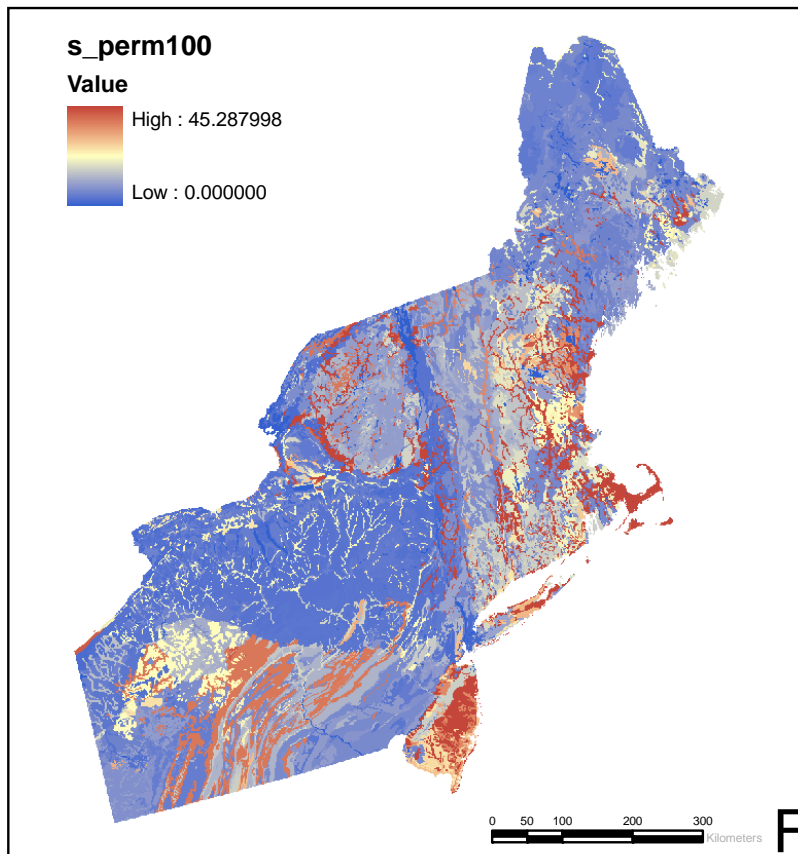 s_perm100
Value
High : 45.287998
Low : 0.000000
0 50 100 200 300
Kilometers
F